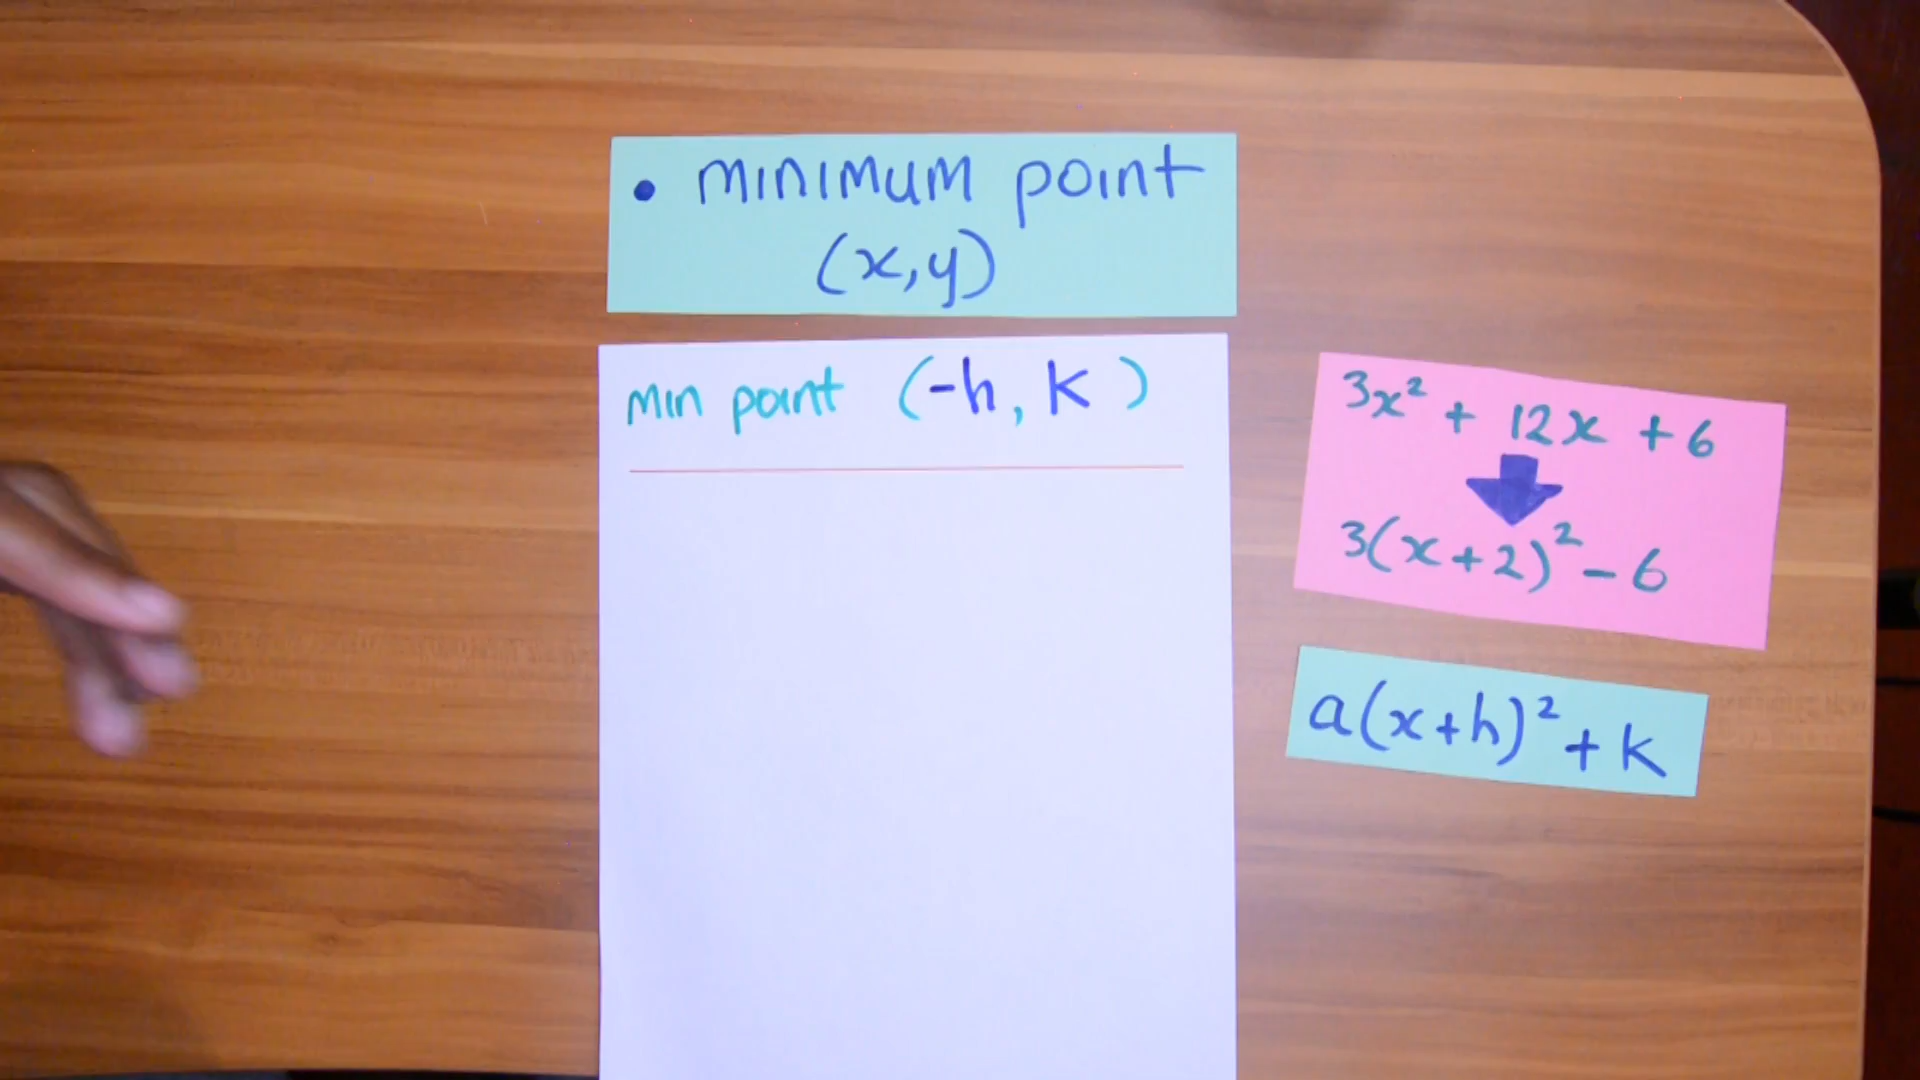 • minimum point
(x,y)
min point (-h, k)
3x² + 12x + 6
3(x+2)² - 6
a(x+h)² + k